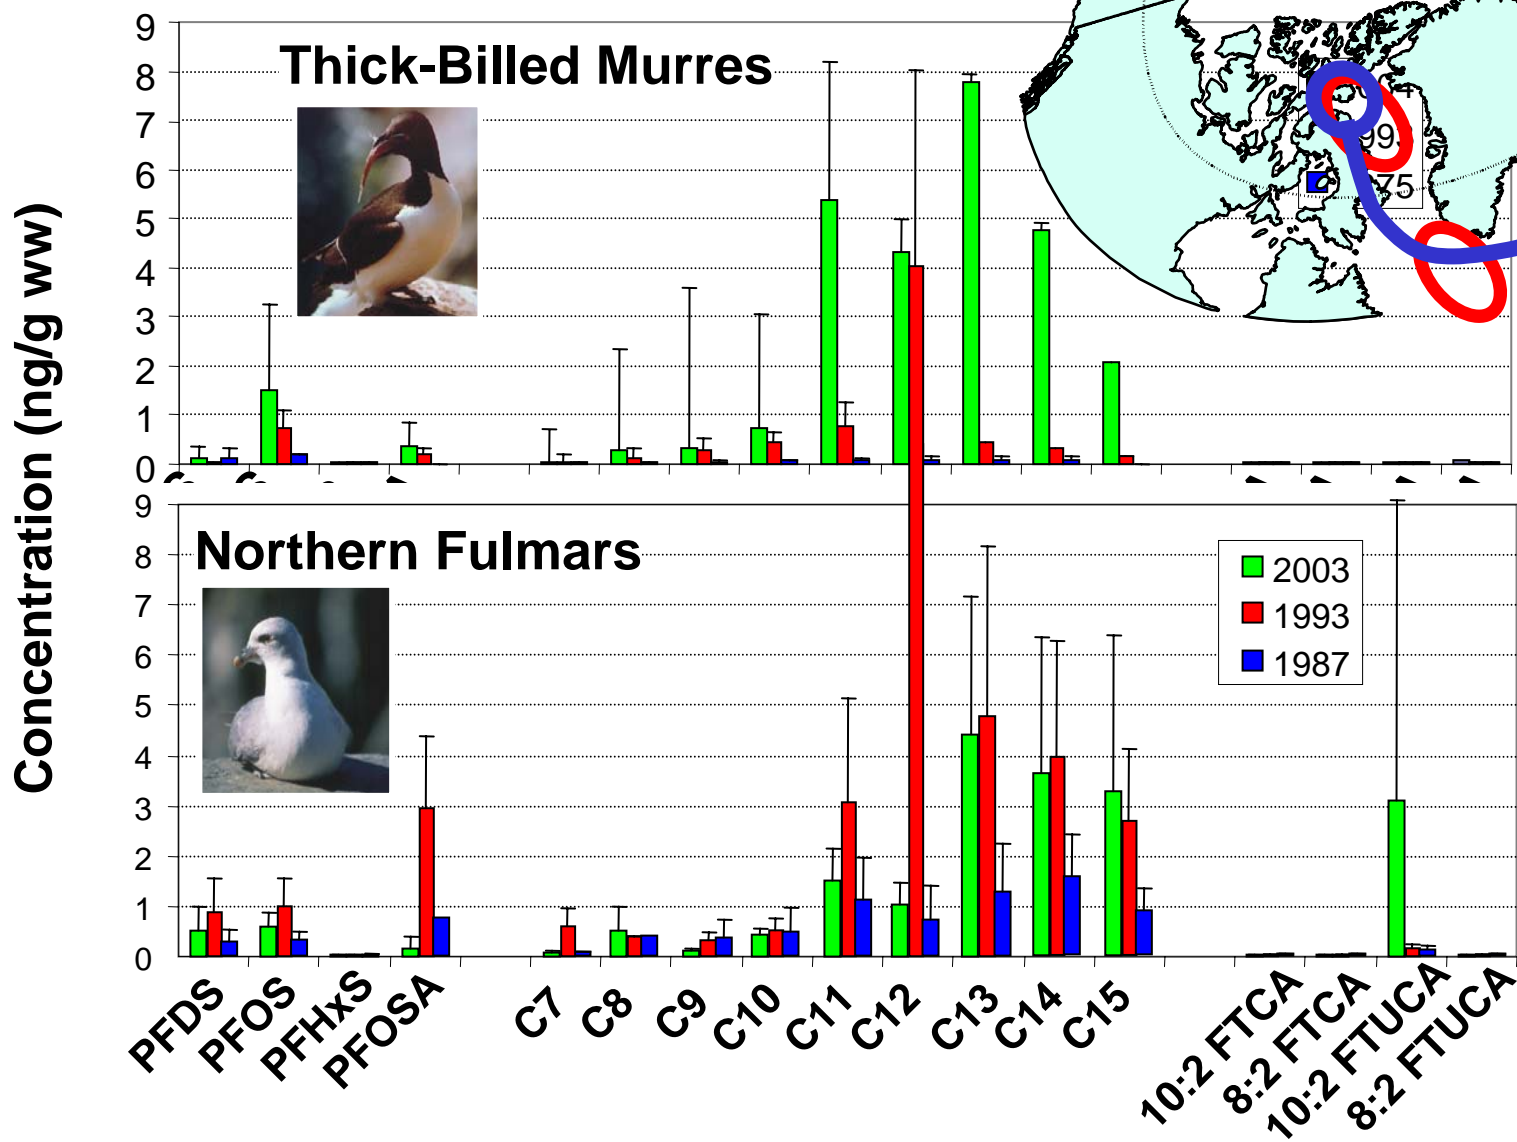 Concentration (ng/g ww)
Thick-Billed Murres
9
8
7
6
5
4
3
2
1
0
75
Northern Fulmars
9
8
7
6
5
4
3
2
1
0
2003
1993
1987
PFDS
PFOS
PFHxS
PFOSA
C7
C8
C9
C10
C11
C12
C13
C14
C15
10:2 FTCA
8:2 FTCA
10:2 FTUCA
8:2 FTUCA